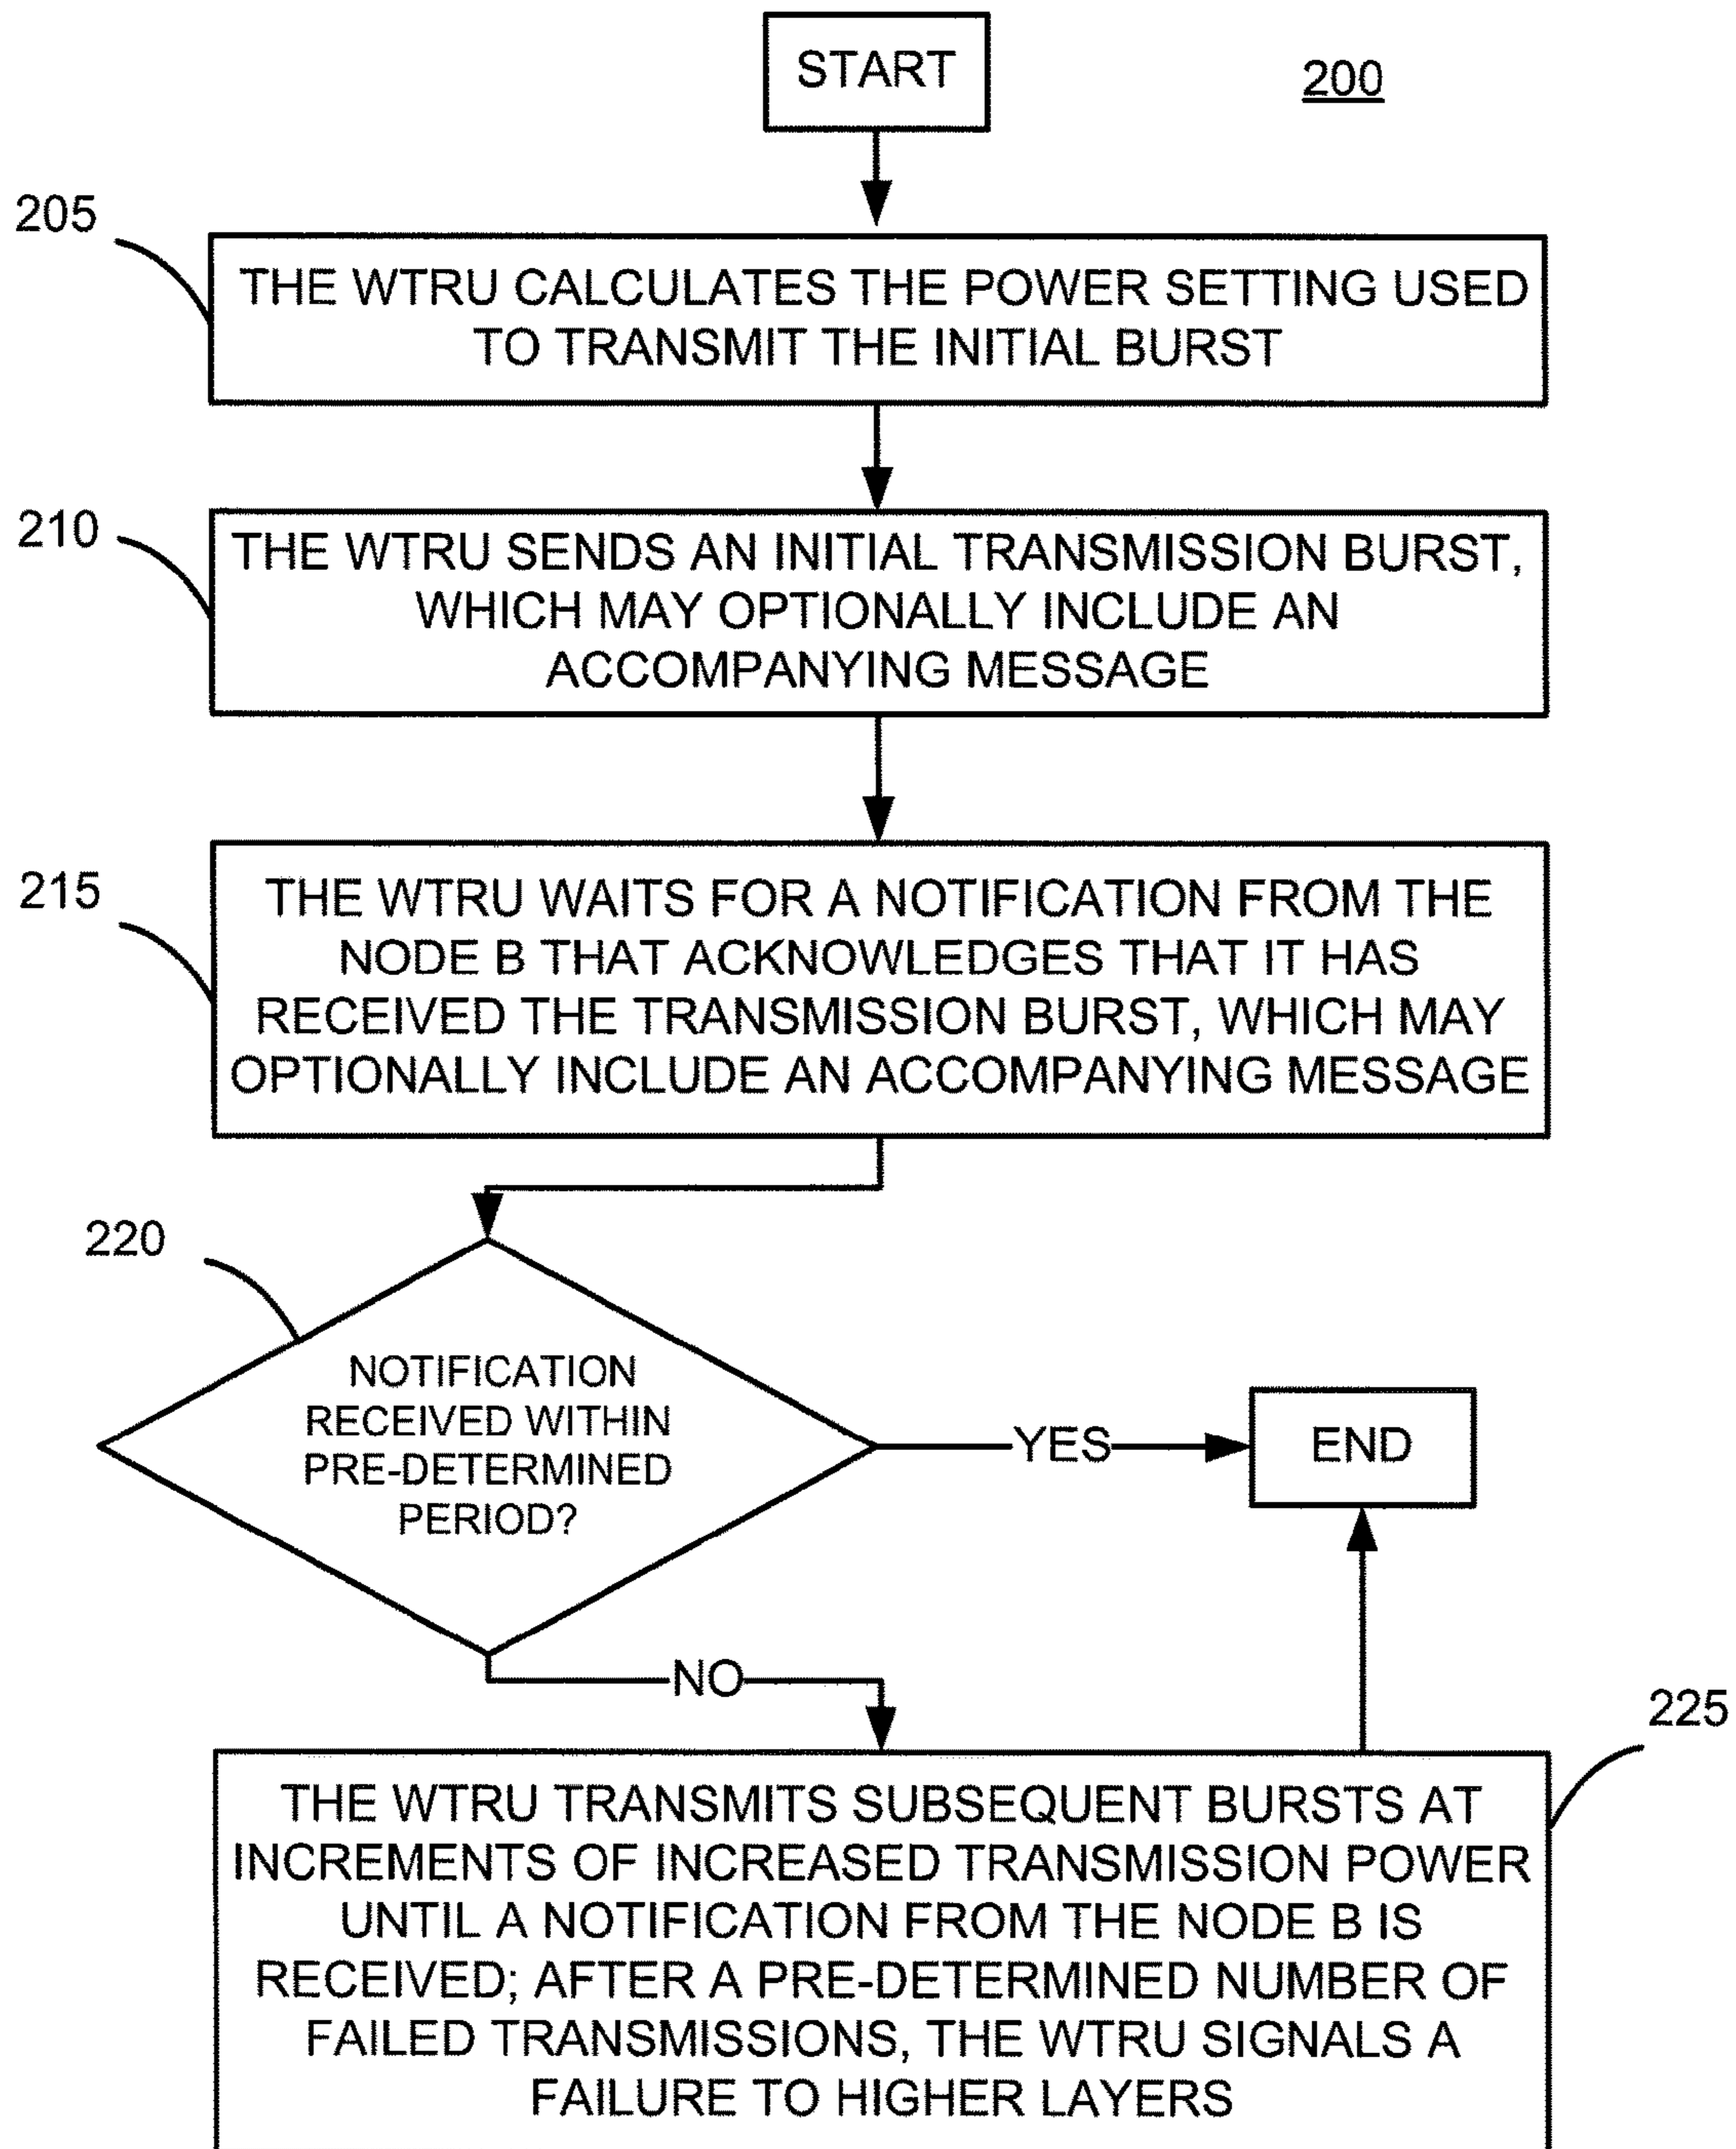 START
200
205
THE WTRU CALCULATES THE POWER SETTING USED
TO TRANSMIT THE INITIAL BURST
210
THE WTRU SENDS AN INITIAL TRANSMISSION BURST,
WHICH MAY OPTIONALLY INCLUDE AN
ACCOMPANYING MESSAGE
215
THE WTRU WAITS FOR A NOTIFICATION FROM THE
NODE B THAT ACKNOWLEDGES THAT IT HAS
RECEIVED THE TRANSMISSION BURST, WHICH MAY
OPTIONALLY INCLUDE AN ACCOMPANYING MESSAGE
220
NOTIFICATION
RECEIVED WITHIN
PRE-DETERMINED
PERIOD?
YES
END
NO
225
THE WTRU TRANSMITS SUBSEQUENT BURSTS AT
INCREMENTS OF INCREASED TRANSMISSION POWER
UNTIL A NOTIFICATION FROM THE NODE B IS
RECEIVED; AFTER A PRE-DETERMINED NUMBER OF
FAILED TRANSMISSIONS, THE WTRU SIGNALS A
FAILURE TO HIGHER LAYERS